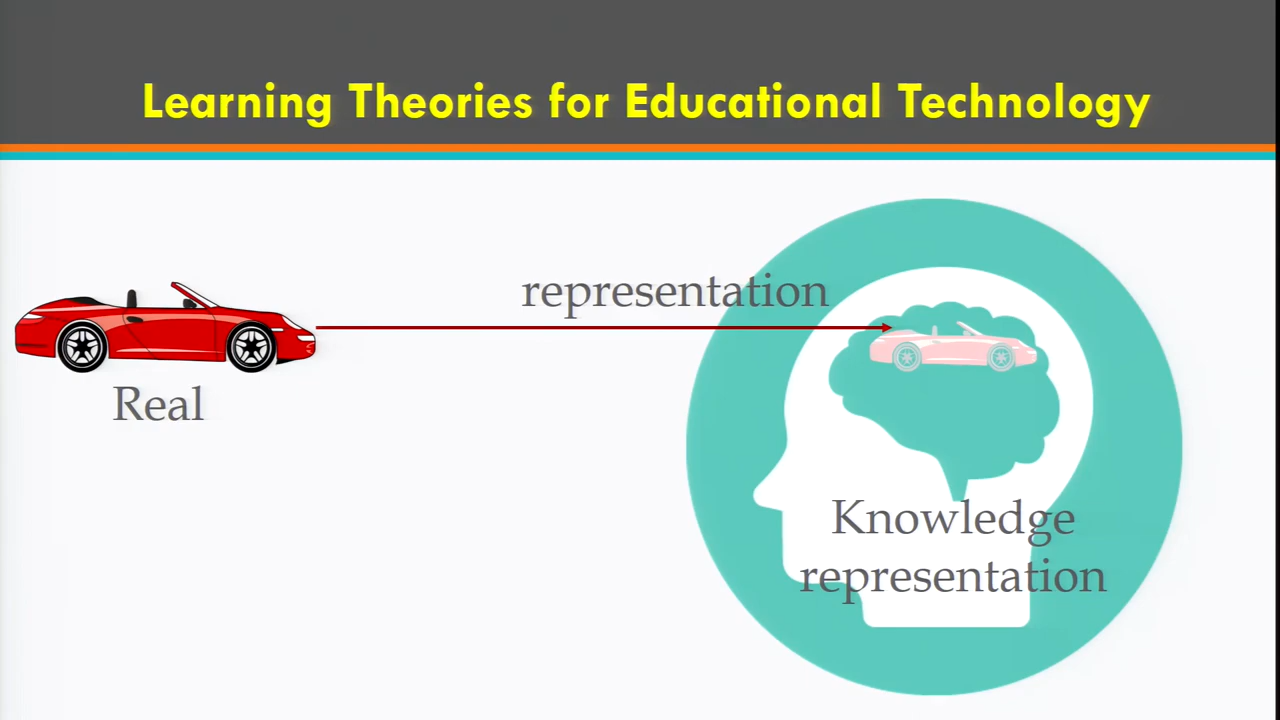 Learning Theories for Educational Technology
representation
Real
Knowledge
representation